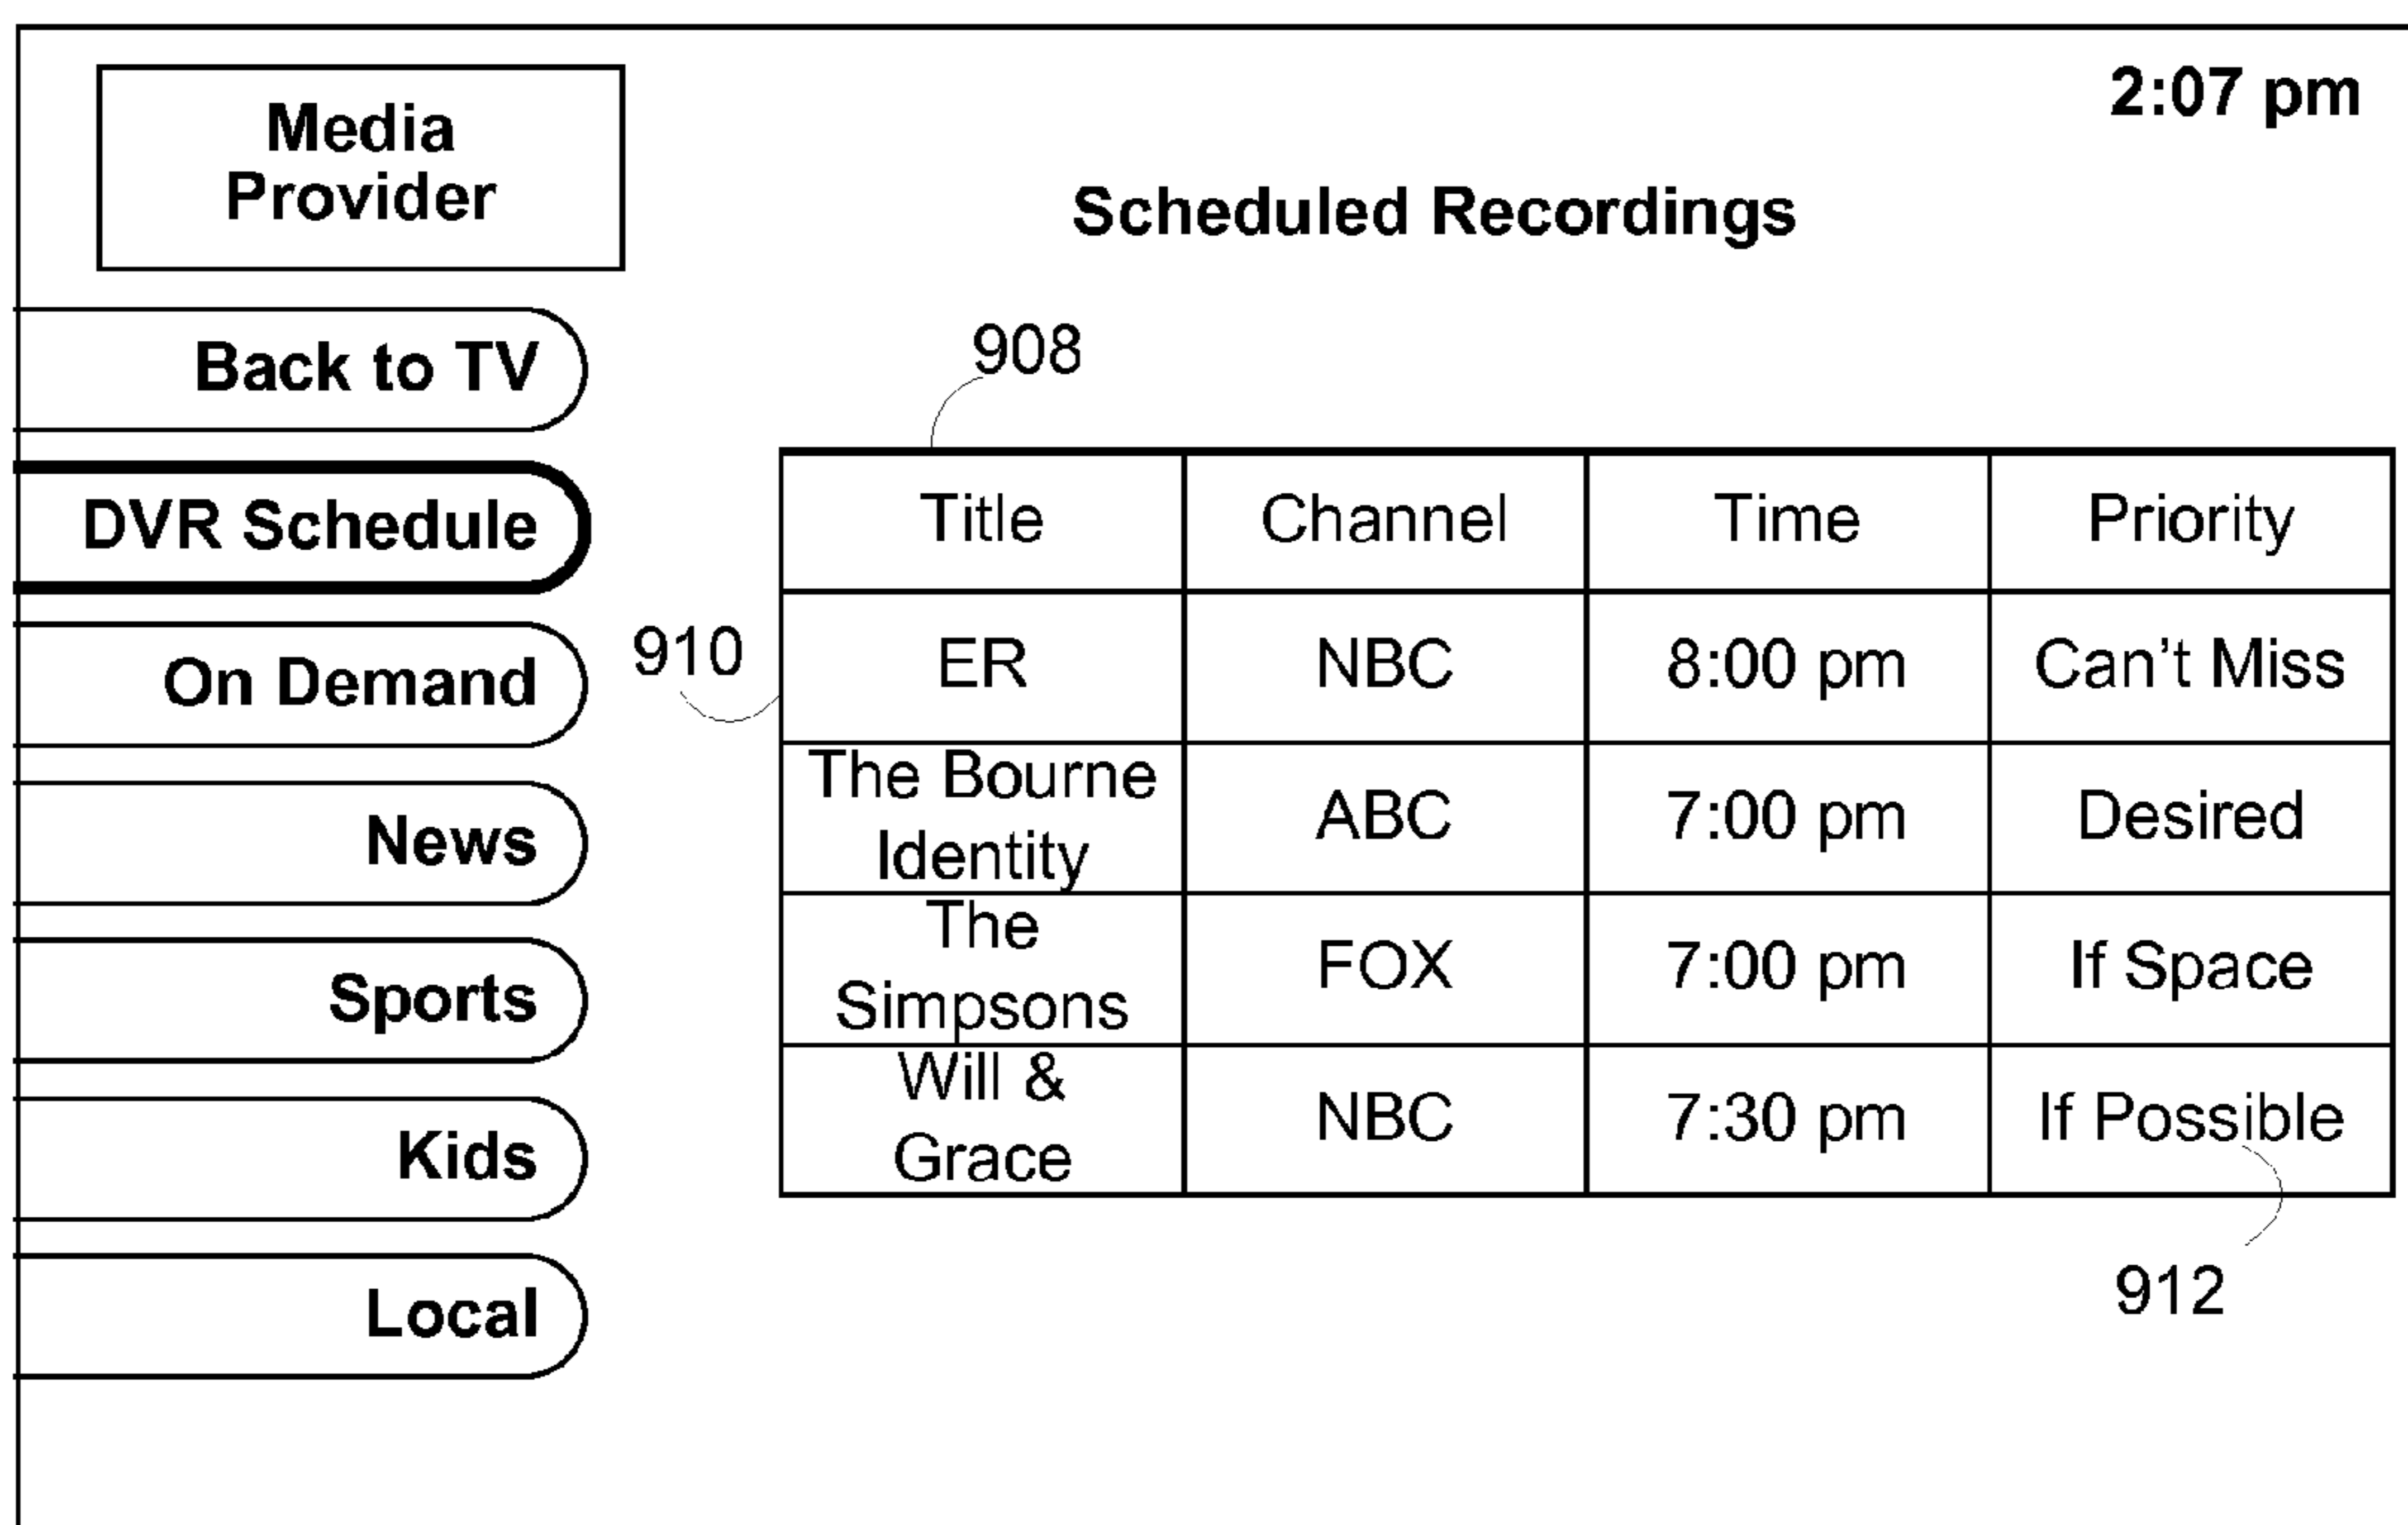 2:07 pm
Media
Provider
Scheduled Recordings
Back to TV
DVR Schedule
On Demand
News
Sports
Kids
Local
908
910
Title Channel Time Priority
ER NBC 8:00 pm Can't Miss
The Bourne
Identity ABC 7:00 pm Desired
The
Simpsons FOX 7:00 pm If Space
Will &
Grace NBC 7:30 pm If Possible
912